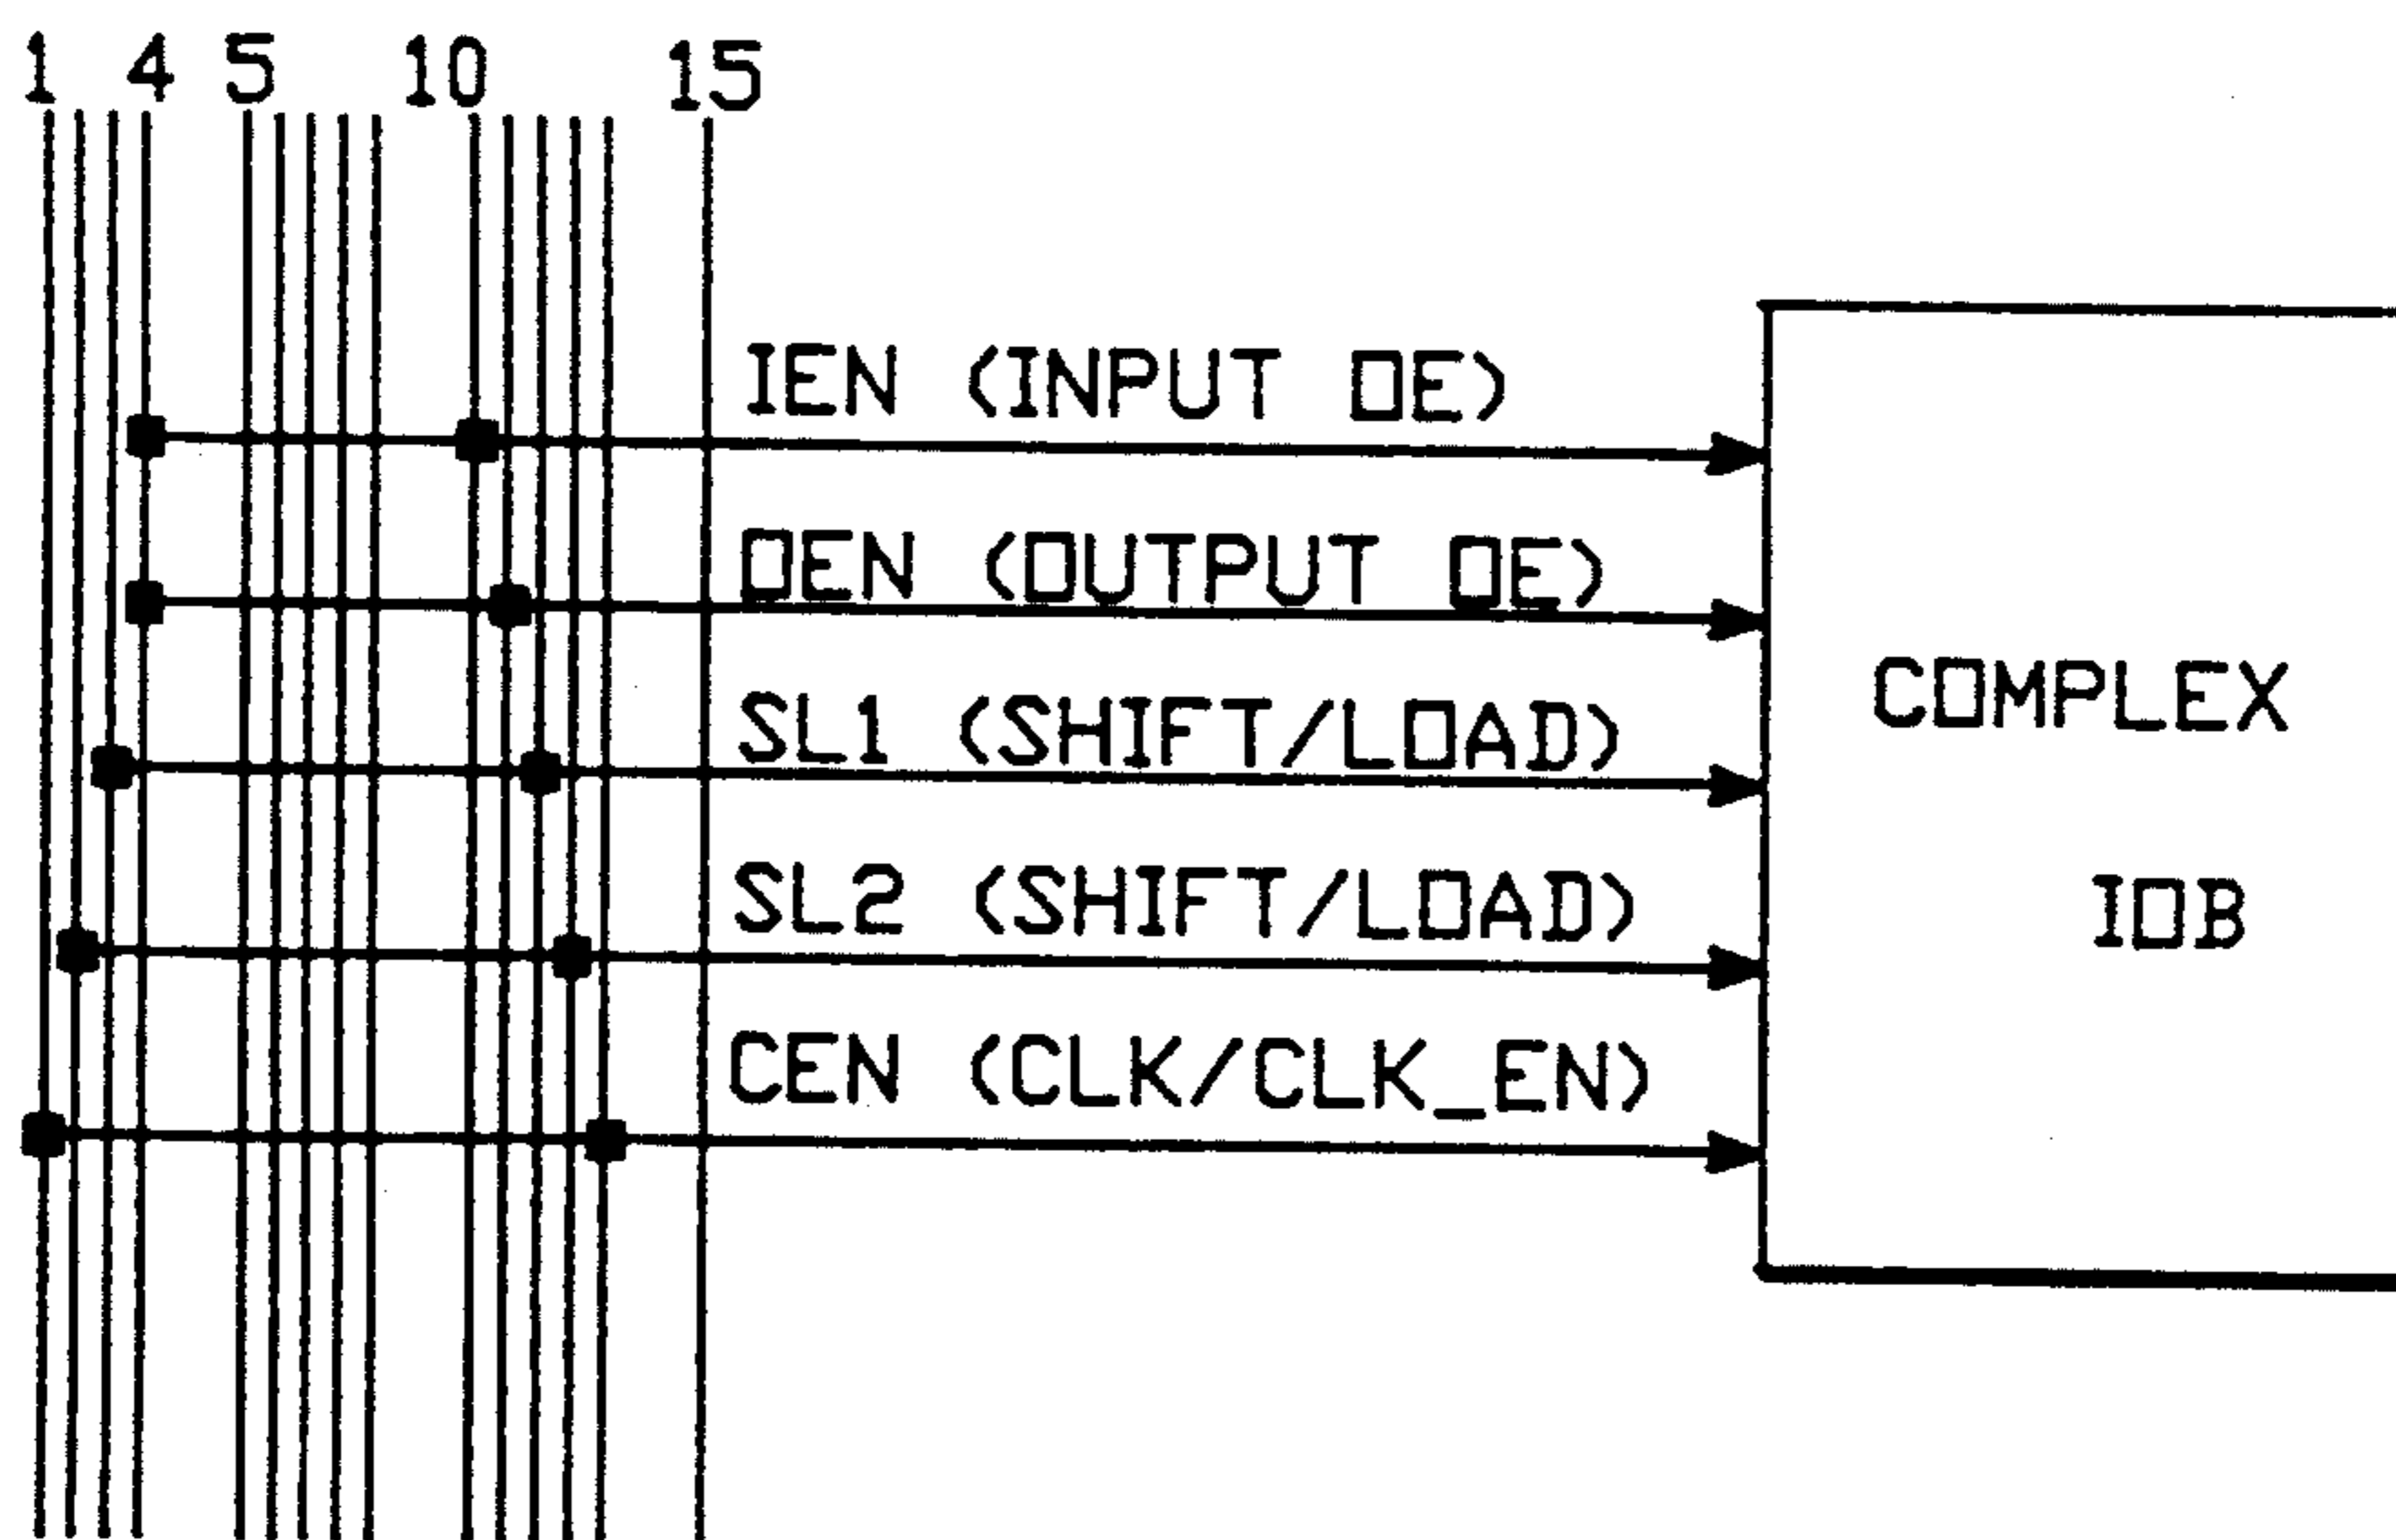 1 4 5 10 15
IEN (INPUT OE)
OEN (OUTPUT OE)
SL1 (SHIFT/LOAD)
COMPLEX
SL2 (SHIFT/LOAD)
IOB
CEN (CLK/CLK_EN)